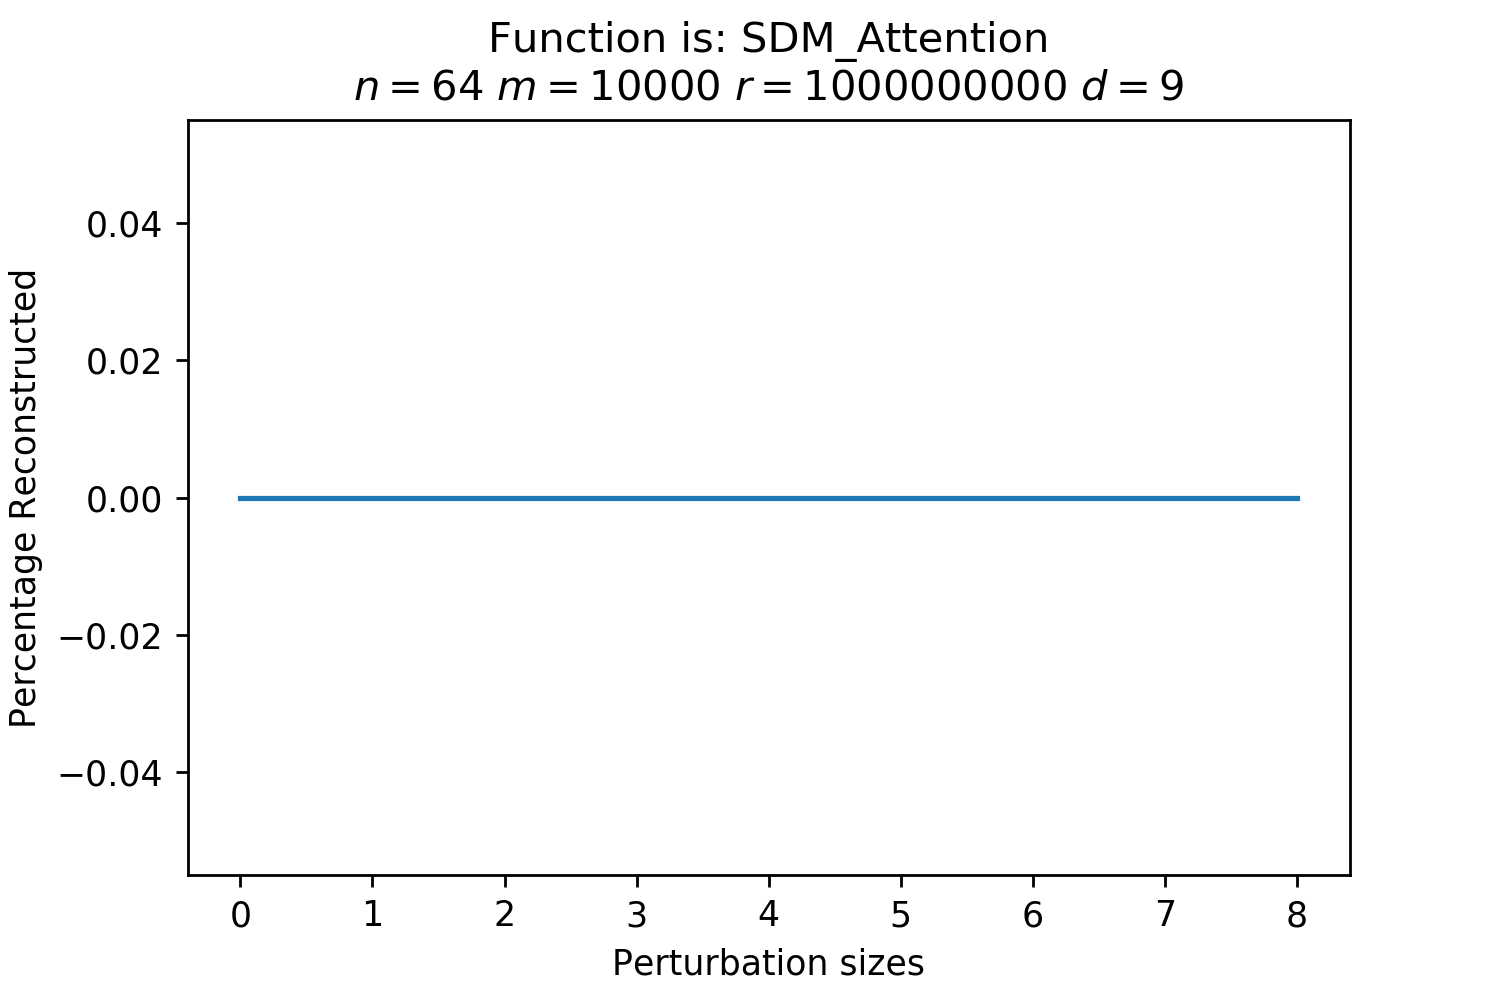 Function is: SDM_Attention
n = 64 m = 10000 r = 1000000000 d = 9
Percentage Reconstructed
0.04
0.02
0.00
−0.02
−0.04
0 1 2 3 4 5 6 7 8
Perturbation sizes